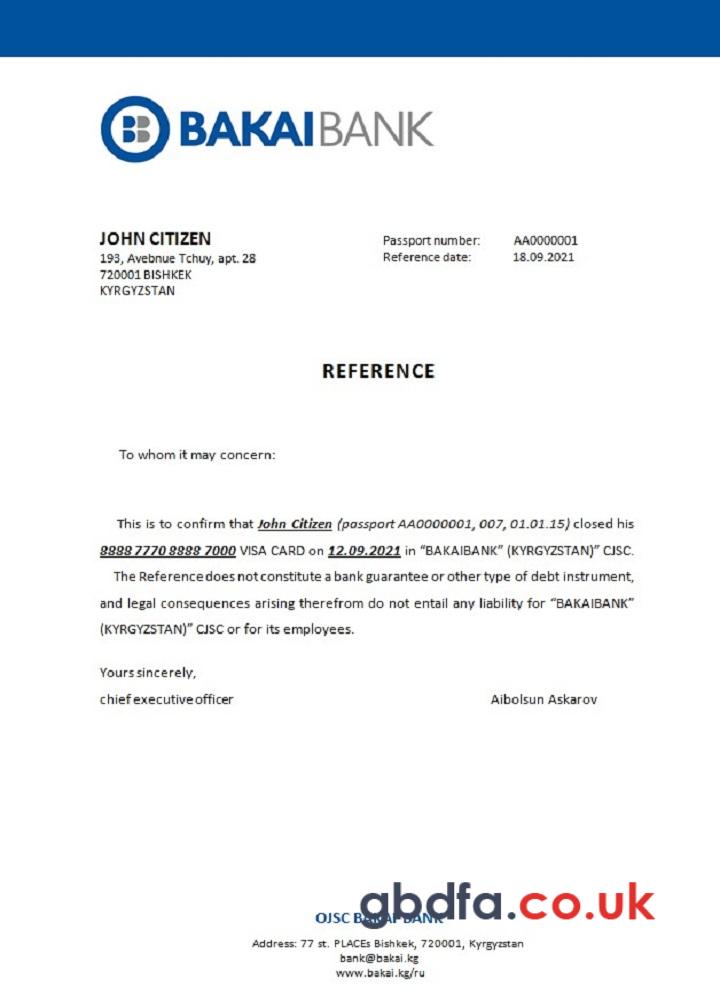 BAKAIBANK
JOHN CITIZEN
193, Avebnue Tchuy, apt. 28
720001 BISHKEK
KYRGYZSTAN
Passport number: AA0000001
Reference date: 18.09.2021
REFERENCE
To whom it may concern:
This is to confirm that John Citizen (passport AA0000001, 007, 01.01.15) closed his
8888 7770 8888 7000 VISA CARD on 12.09.2021 in “BAKAIBANK” (KYRGYZSTAN)” CJSC.
The Reference does not constitute a bank guarantee or other type of debt instrument,
and legal consequences arising therefrom do not entail any liability for “BAKAIBANK”
(KYRGYZSTAN)” CJSC or for its employees.
Yours sincerely,
chief executive officer Aibolsun Askarov
gbdfa.co.uk
OJSC BAKAI BANK
Address: 77 st. PLACEs Bishkek, 720001, Kyrgyzstan
bank@bakai.kg
www.bakai.kg/ru